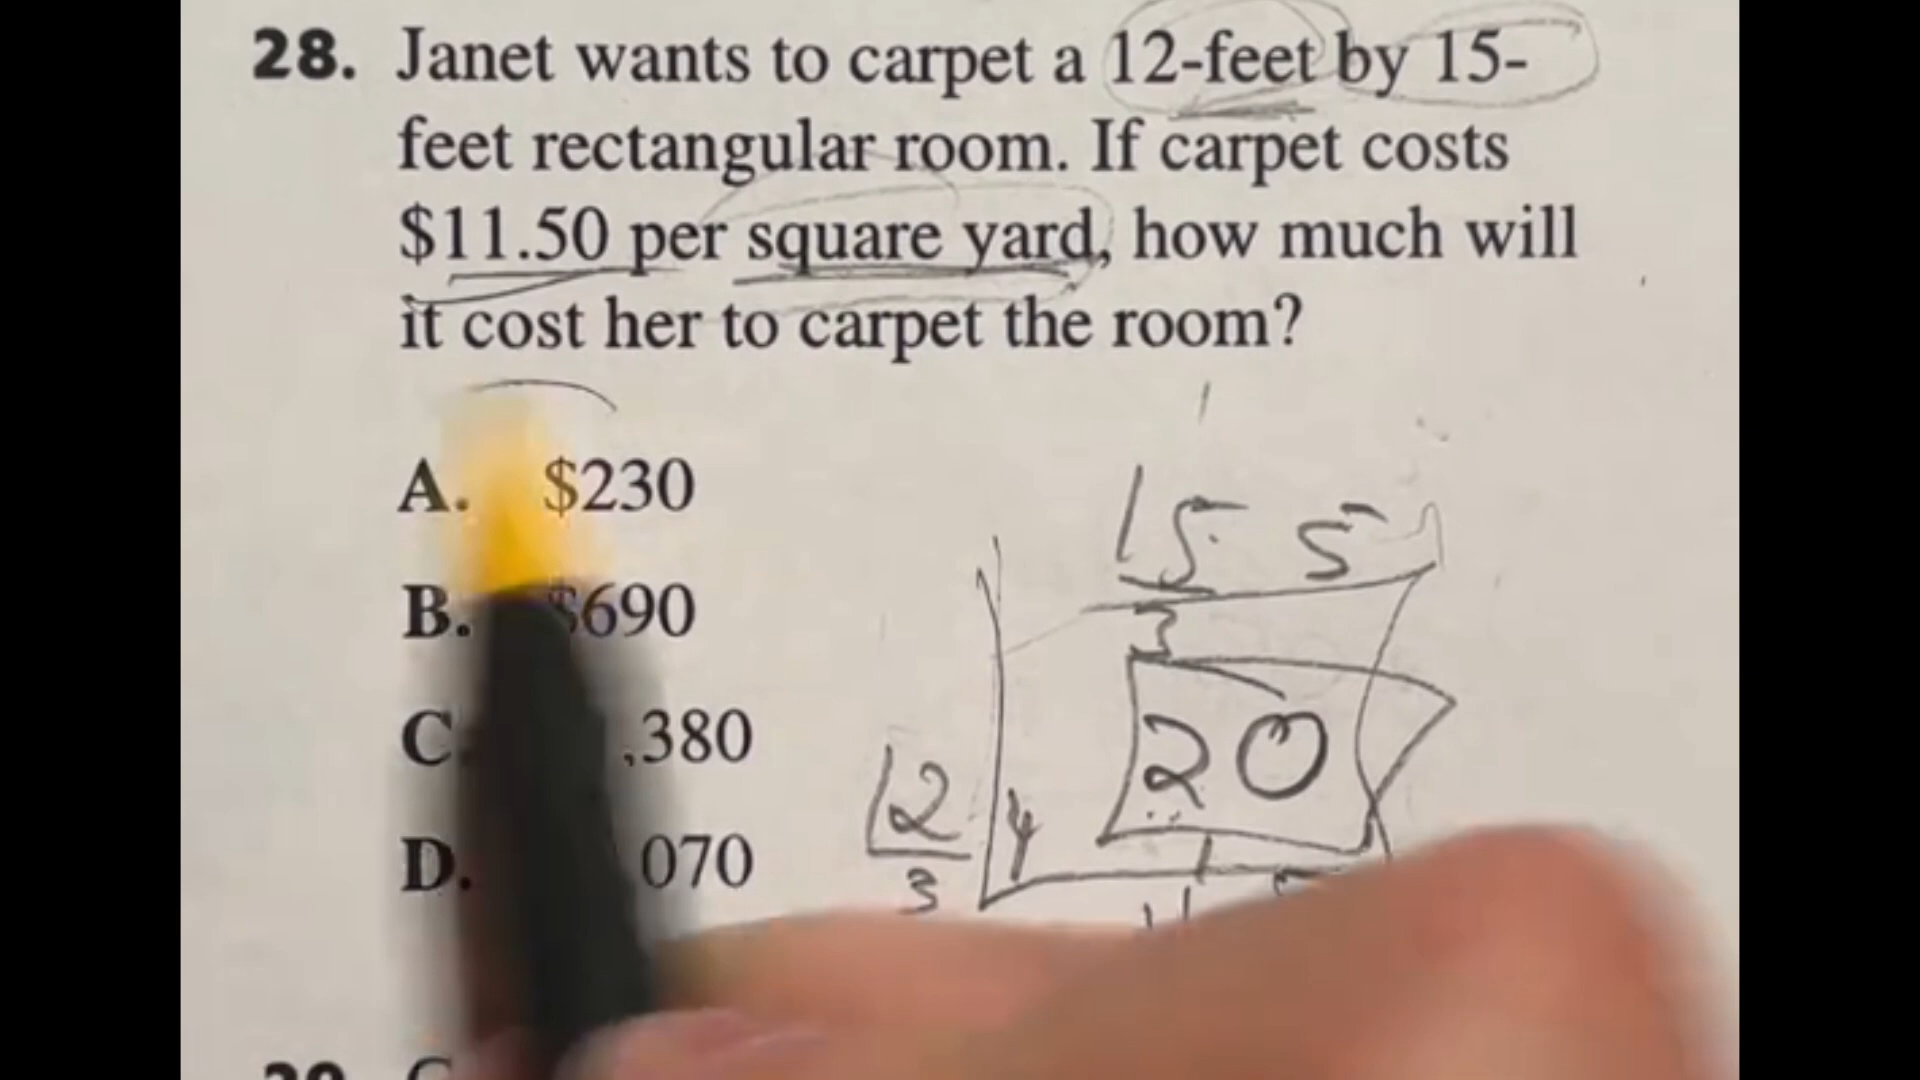 28. Janet wants to carpet a 12-feet by 15-
feet rectangular room. If carpet costs
$11.50 per square yard, how much will
it cost her to carpet the room?
A. $230
B. $690
C. ,380
D. 070
15 5
3
20
12 4
3